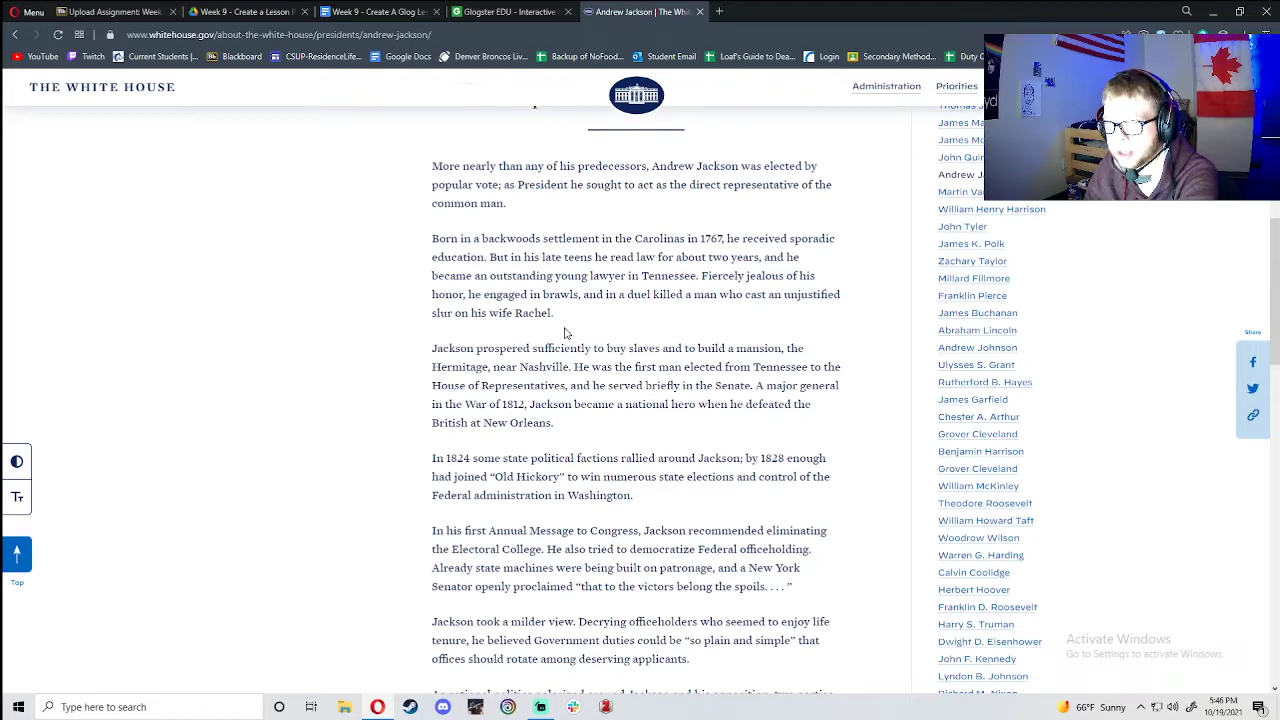 Menu
Upload Assignment: Week
Week 9 - Create a Lesson P
Week 9 - Create A Glog Les
Glogster EDU - Interactive
Andrew Jackson | The Whit
www.whitehouse.gov/about-the-white-house/presidents/andrew-jackson/
YouTube
Twitch
Current Students |...
Blackboard
CSUP-ResidenceLife...
Google Docs
Denver Broncos Liv...
Backup of NoFood...
Student Email
Loaf's Guide to Dea...
Login
Secondary Method...
Duty
THE WHITE HOUSE
Administration
Priorities
More nearly than any of his predecessors, Andrew Jackson was elected by
popular vote; as President he sought to act as the direct representative of the
common man.
Born in a backwoods settlement in the Carolinas in 1767, he received sporadic
education. But in his late teens he read law for about two years, and he
became an outstanding young lawyer in Tennessee. Fiercely jealous of his
honor, he engaged in brawls, and in a duel killed a man who cast an unjustified
slur on his wife Rachel.
Jackson prospered sufficiently to buy slaves and to build a mansion, the
Hermitage, near Nashville. He was the first man elected from Tennessee to the
House of Representatives, and he served briefly in the Senate. A major general
in the War of 1812, Jackson became a national hero when he defeated the
British at New Orleans.
In 1824 some state political factions rallied around Jackson; by 1828 enough
had joined “Old Hickory” to win numerous state elections and control of the
Federal administration in Washington.
In his first Annual Message to Congress, Jackson recommended eliminating
the Electoral College. He also tried to democratize Federal officeholding.
Already state machines were being built on patronage, and a New York
Senator openly proclaimed “that to the victors belong the spoils. . . . ”
Jackson took a milder view. Decrying officeholders who seemed to enjoy life
tenure, he believed Government duties could be “so plain and simple” that
offices should rotate among deserving applicants.
James Ma
James Mo
John Quin
Andrew J
Martin Va
William Henry Harrison
John Tyler
James K. Polk
Zachary Taylor
Millard Fillmore
Franklin Pierce
James Buchanan
Abraham Lincoln
Andrew Johnson
Ulysses S. Grant
Rutherford B. Hayes
James Garfield
Chester A. Arthur
Grover Cleveland
Benjamin Harrison
Grover Cleveland
William McKinley
Theodore Roosevelt
William Howard Taft
Woodrow Wilson
Warren G. Harding
Calvin Coolidge
Herbert Hoover
Franklin D. Roosevelt
Harry S. Truman
Dwight D. Eisenhower
John F. Kennedy
Lyndon B. Johnson
Share
Top
Activate Windows
Go to Settings to activate Windows.
Type here to search
66°F Sunny
5:46 PM
10/19/2021